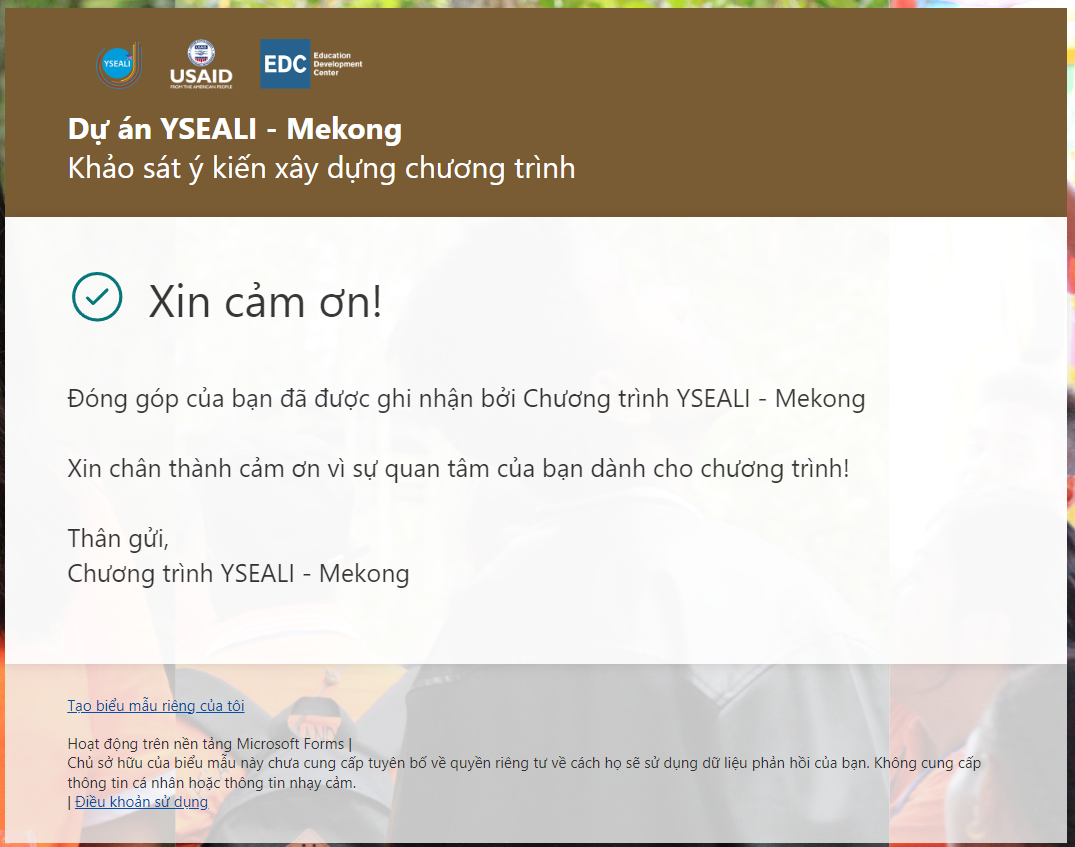 YSEALI
USAID
USAID
FROM THE AMERICAN PEOPLE
EDC
Education
Development
Center
Dự án YSEALI - Mekong
Khảo sát ý kiến xây dựng chương trình
Xin cảm ơn!
Đóng góp của bạn đã được ghi nhận bởi Chương trình YSEALI - Mekong
Xin chân thành cảm ơn vì sự quan tâm của bạn dành cho chương trình!
Thân gửi,
Chương trình YSEALI - Mekong
Tạo biểu mẫu riêng của tôi
Hoạt động trên nền tảng Microsoft Forms |
Chủ sở hữu của biểu mẫu này chưa cung cấp tuyên bố về quyền riêng tư về cách họ sẽ sử dụng dữ liệu phản hồi của bạn. Không cung cấp
thông tin cá nhân hoặc thông tin nhạy cảm.
| Điều khoản sử dụng